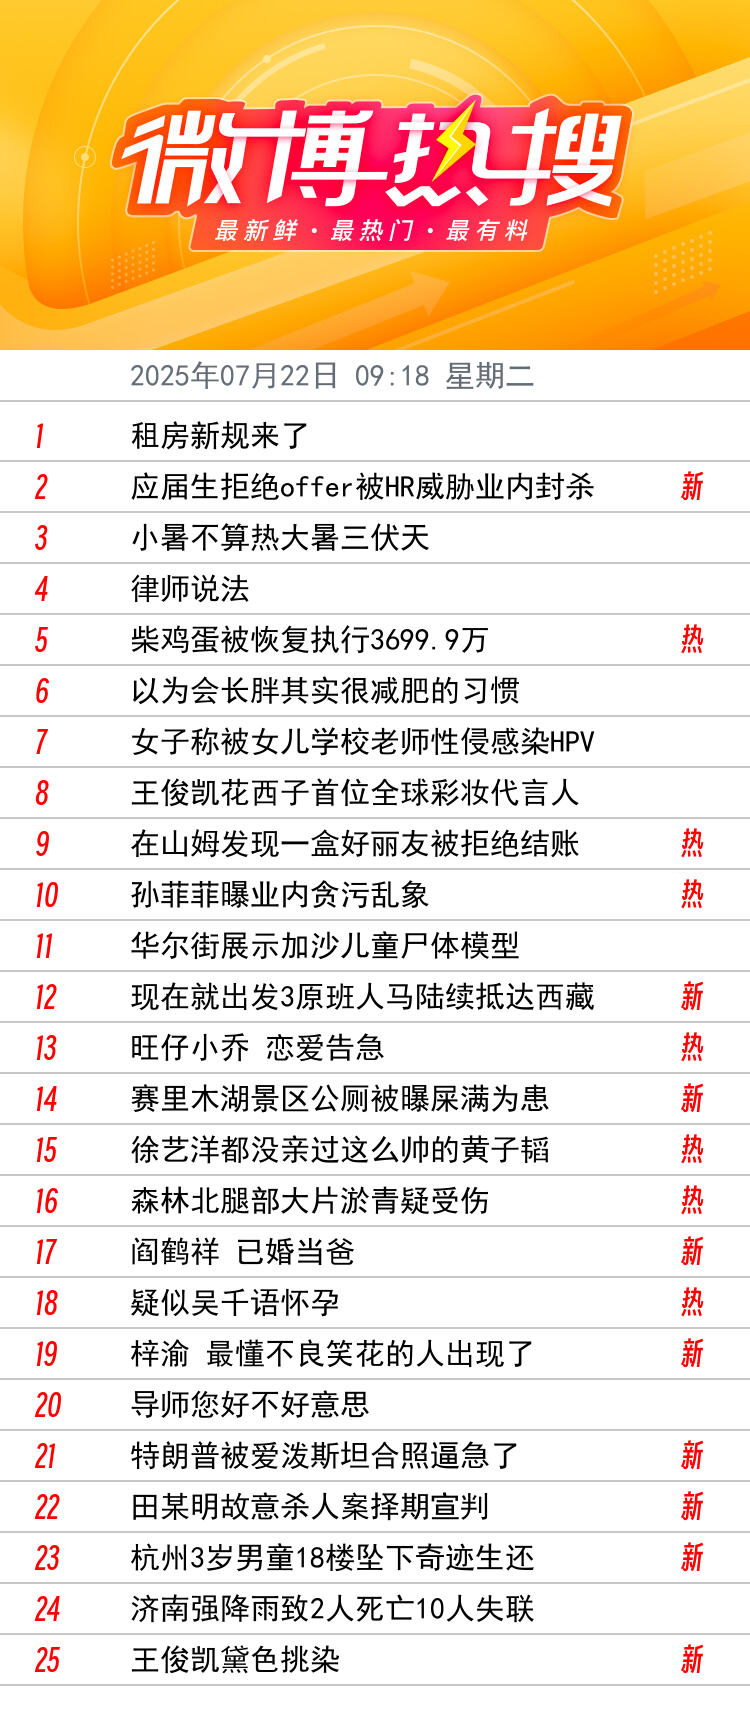 微博热搜
最新鲜·最热门·最有料
2025年07月22日 09:18 星期二
1 租房新规来了
2 应届生拒绝offer被HR威胁业内封杀 新
3 小暑不算热大暑三伏天
4 律师说法
5 柴鸡蛋被恢复执行3699.9万 热
6 以为会长胖其实很减肥的习惯
7 女子称被女儿学校老师性侵感染HPV
8 王俊凯花西子首位全球彩妆代言人
9 在山姆发现一盒好丽友被拒绝结账 热
10 孙菲菲曝业内贪污乱象 热
11 华尔街展示加沙儿童尸体模型
12 现在就出发3原班人马陆续抵达西藏 新
13 旺仔小乔 恋爱告急 热
14 赛里木湖景区公厕被曝屎满为患 新
15 徐艺洋都没亲过这么帅的黄子韬 热
16 森林北腿部大片淤青疑受伤 热
17 阎鹤祥 已婚当爸 新
18 疑似吴千语怀孕 热
19 梓渝 最懂不良笑花的人出现了 新
20 导师您好不好意思
21 特朗普被爱泼斯坦合照逼急了 新
22 田某明故意杀人案择期宣判 新
23 杭州3岁男童18楼坠下奇迹生还 新
24 济南强降雨致2人死亡10人失联
25 王俊凯黛色挑染 新